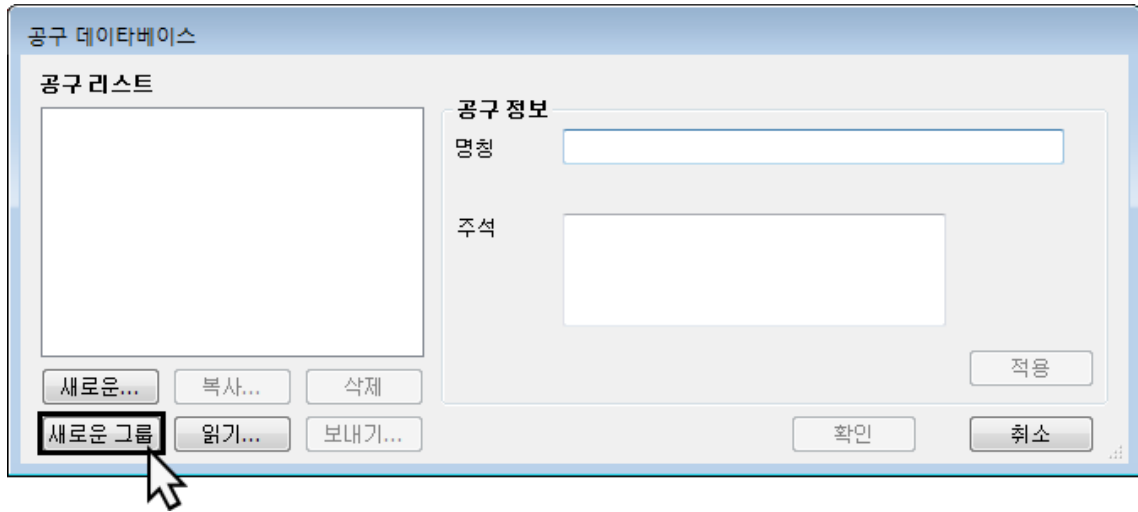 공구 데이타베이스
공구 리스트
공구 정보
명칭
주석
적용
새로운... 복사... 삭제
새로운 그룹 읽기... 보내기... 확인 취소